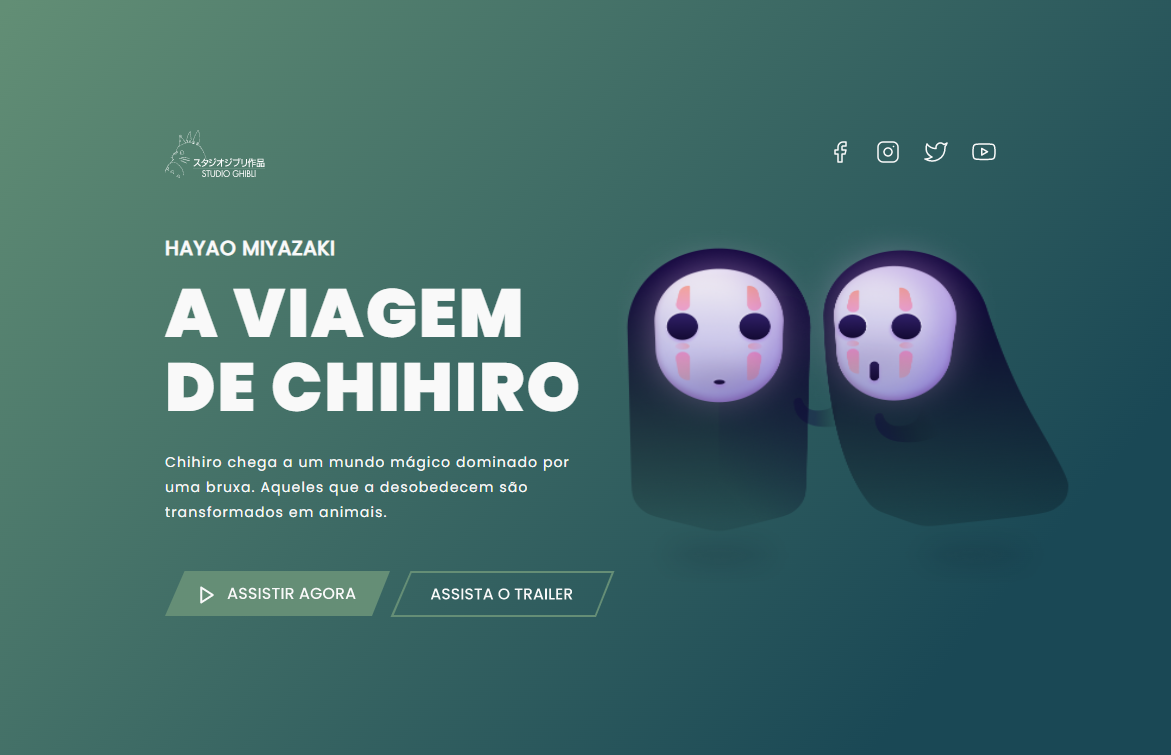 スタジオジブリ作品
STUDIO GHIBLI
HAYAO MIYAZAKI
A VIAGEM
DE CHIHIRO
Chihiro chega a um mundo mágico dominado por
uma bruxa. Aqueles que a desobedecem são
transformados em animais.
ASSISTIR AGORA
ASSISTA O TRAILER